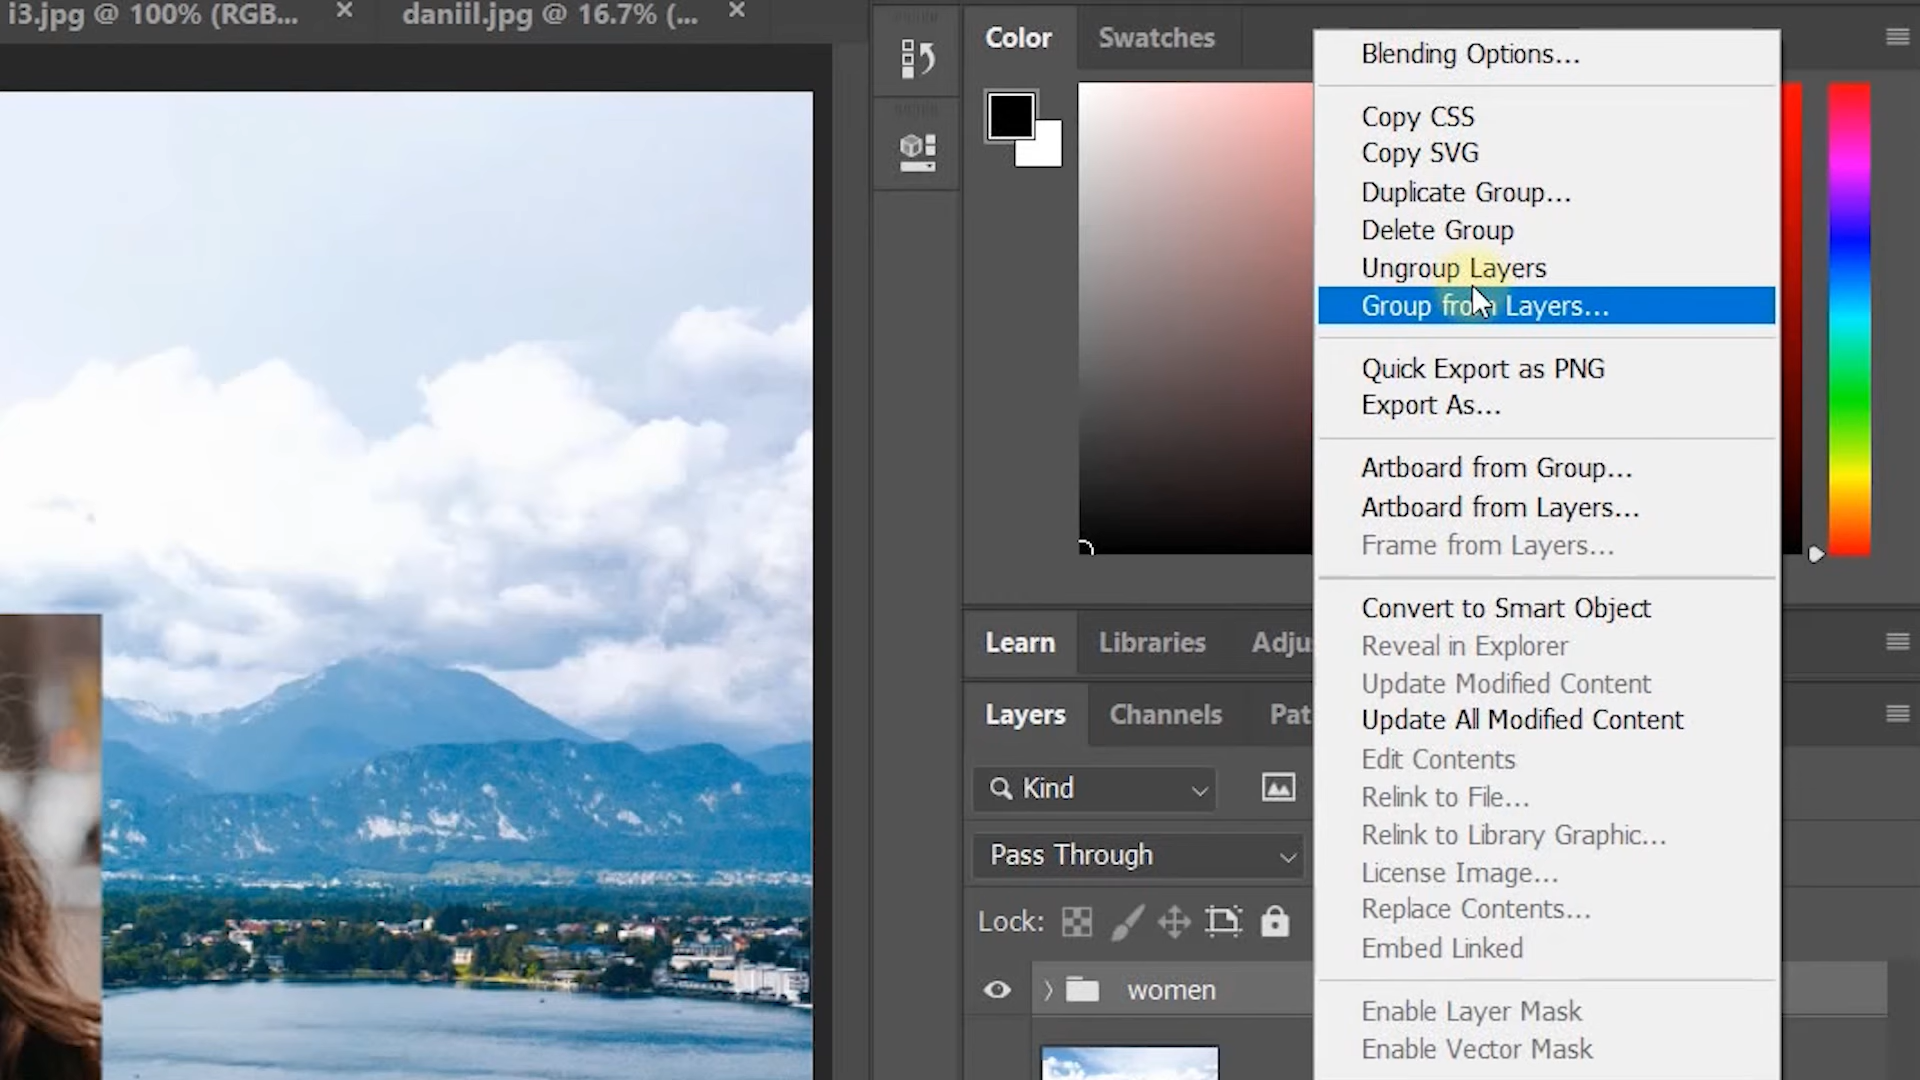 i3.jpg @ 100% (RGB...
daniil.jpg @ 16.7% (...
Color
Swatches
Blending Options...
Copy CSS
Copy SVG
Duplicate Group...
Delete Group
Ungroup Layers
Group from Layers...
Quick Export as PNG
Export As...
Artboard from Group...
Artboard from Layers...
Frame from Layers...
Convert to Smart Object
Reveal in Explorer
Update Modified Content
Update All Modified Content
Edit Contents
Relink to File...
Relink to Library Graphic...
License Image...
Replace Contents...
Embed Linked
Enable Layer Mask
Enable Vector Mask
Learn
Libraries
Adju
Layers
Channels
Pat
Kind
Pass Through
Lock:
women